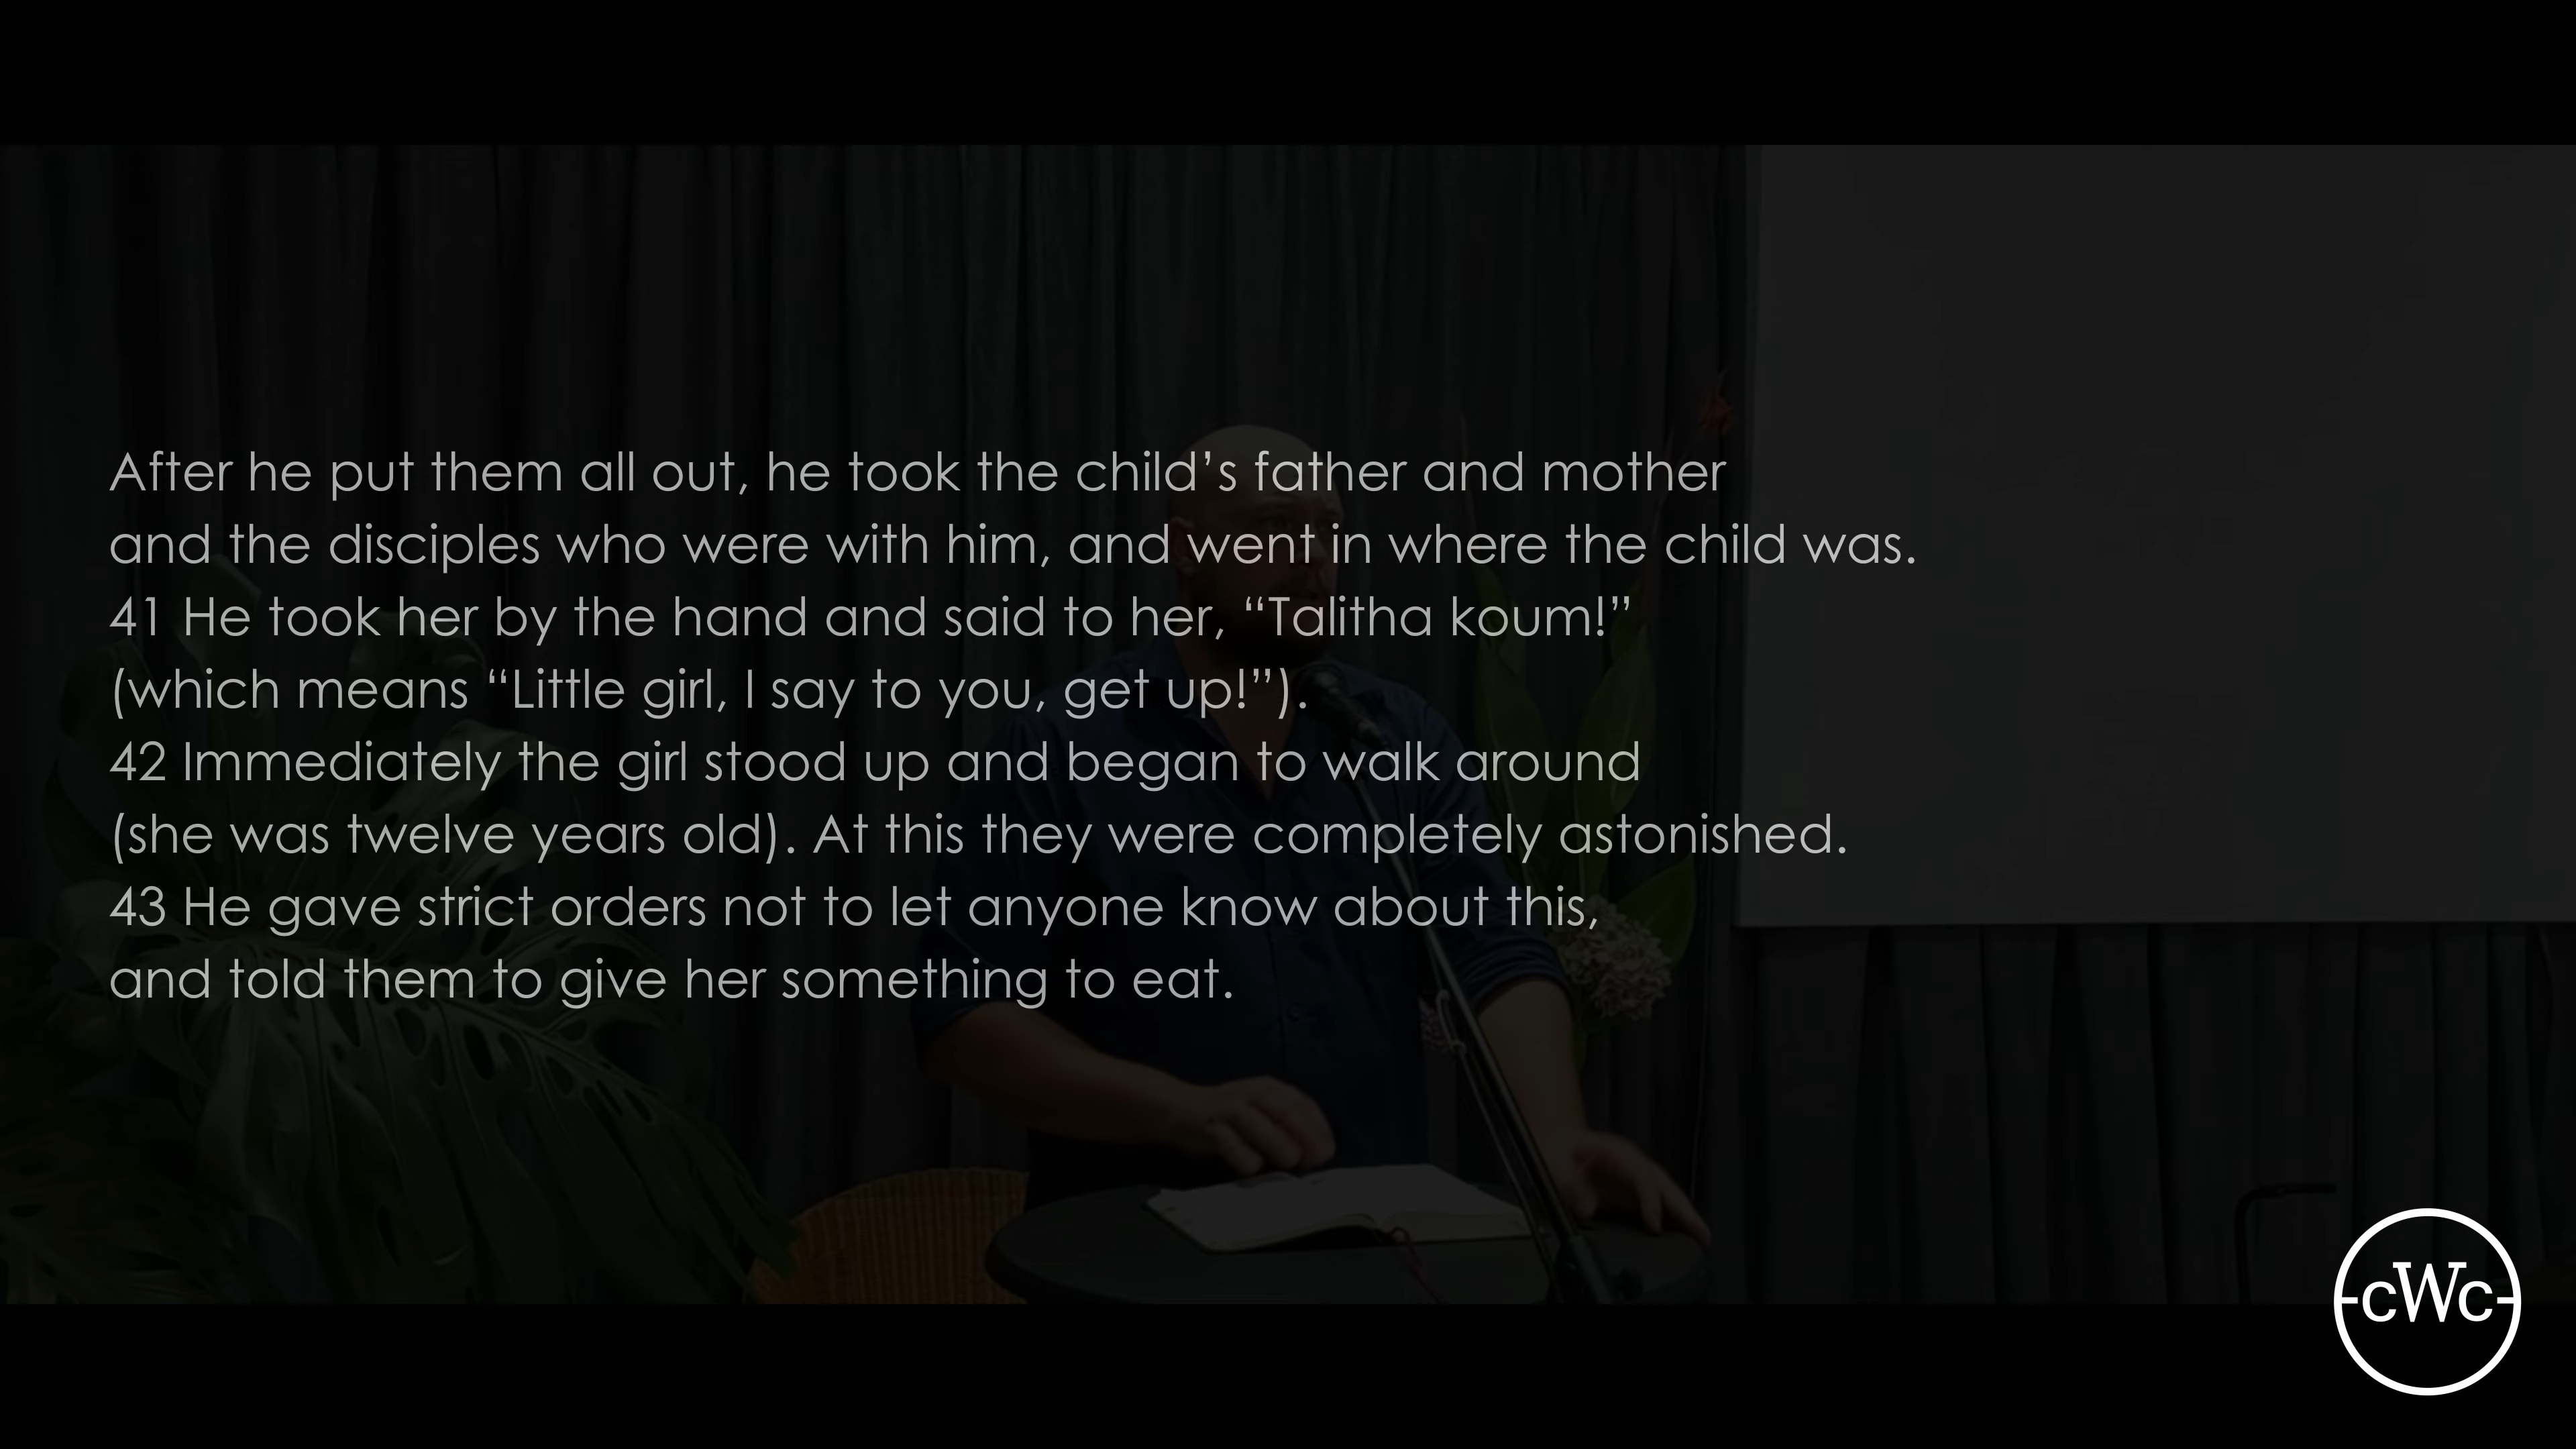 After he put them all out, he took the child’s father and mother
and the disciples who were with him, and went in where the child was.
41 He took her by the hand and said to her, “Talitha koum!”
(which means “Little girl, I say to you, get up!”).
42 Immediately the girl stood up and began to walk around
(she was twelve years old). At this they were completely astonished.
43 He gave strict orders not to let anyone know about this,
and told them to give her something to eat.
cWc